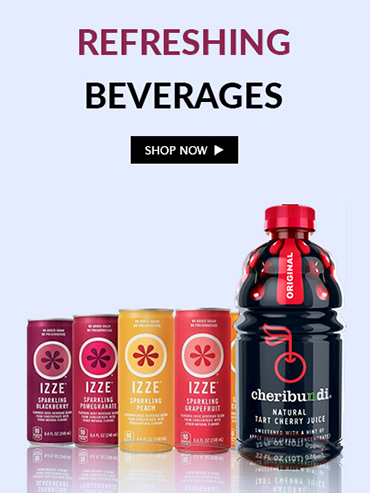 REFRESHING
BEVERAGES
SHOP NOW
ORIGINAL
NO ADDED SUGAR
NO PRESERVATIVES
IZZE
SPARKLING
BLACKBERRY
8.4 FL OZ (248 mL)
NO ADDED SUGAR
NO PRESERVATIVES
IZZE
SPARKLING
POMEGRANATE
8.4 FL OZ (248 mL)
NO ADDED SUGAR
NO PRESERVATIVES
IZZE
SPARKLING
PEACH
8.4 FL OZ (248 mL)
NO ADDED SUGAR
NO PRESERVATIVES
IZZE
SPARKLING
GRAPEFRUIT
8.4 FL OZ (248 mL)
cheribundi.
NATURAL
TART CHERRY JUICE
SWEETENED WITH A HINT OF
32 FL OZ (1 QT)